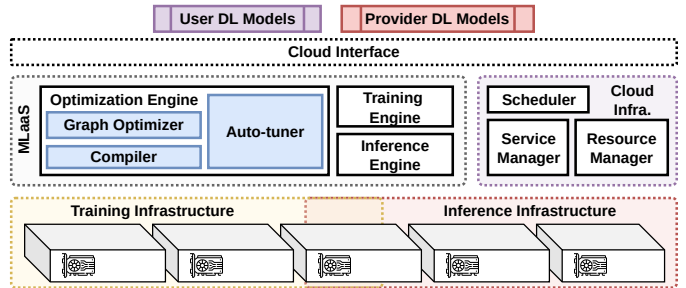 User DL Models
Provider DL Models
Cloud Interface
MLaaS
Optimization Engine
Graph Optimizer
Compiler
Auto-tuner
Training
Engine
Inference
Engine
Scheduler
Cloud
Infra.
Service
Manager
Resource
Manager
Training Infrastructure
Inference Infrastructure